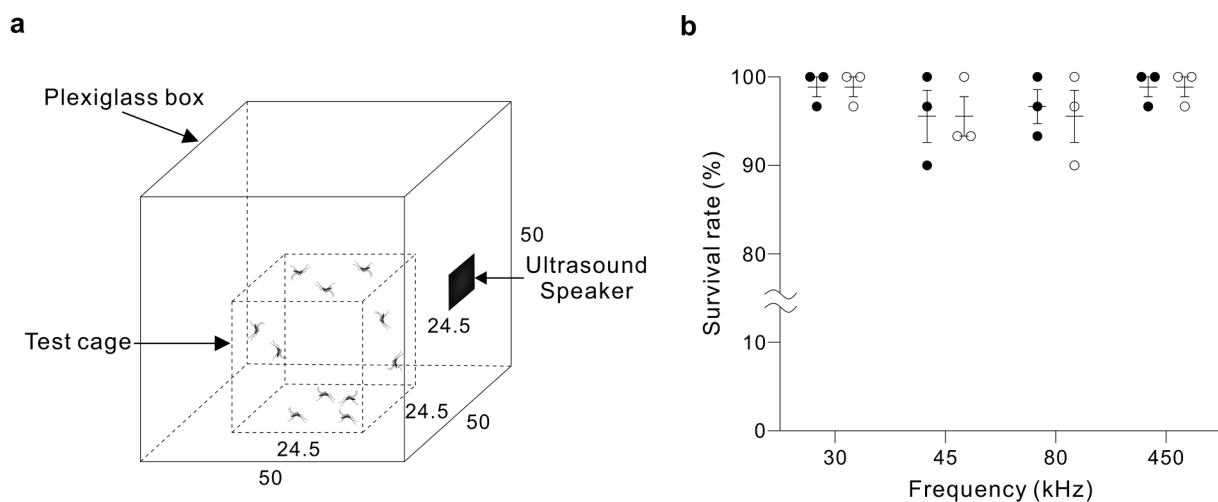 a
Plexiglass box
50
Ultrasound
Speaker
24.5
Test cage
24.5
50
24.5
50
b
Survival rate (%)
100
90
80
10
0
30 45 80 450
Frequency (kHz)